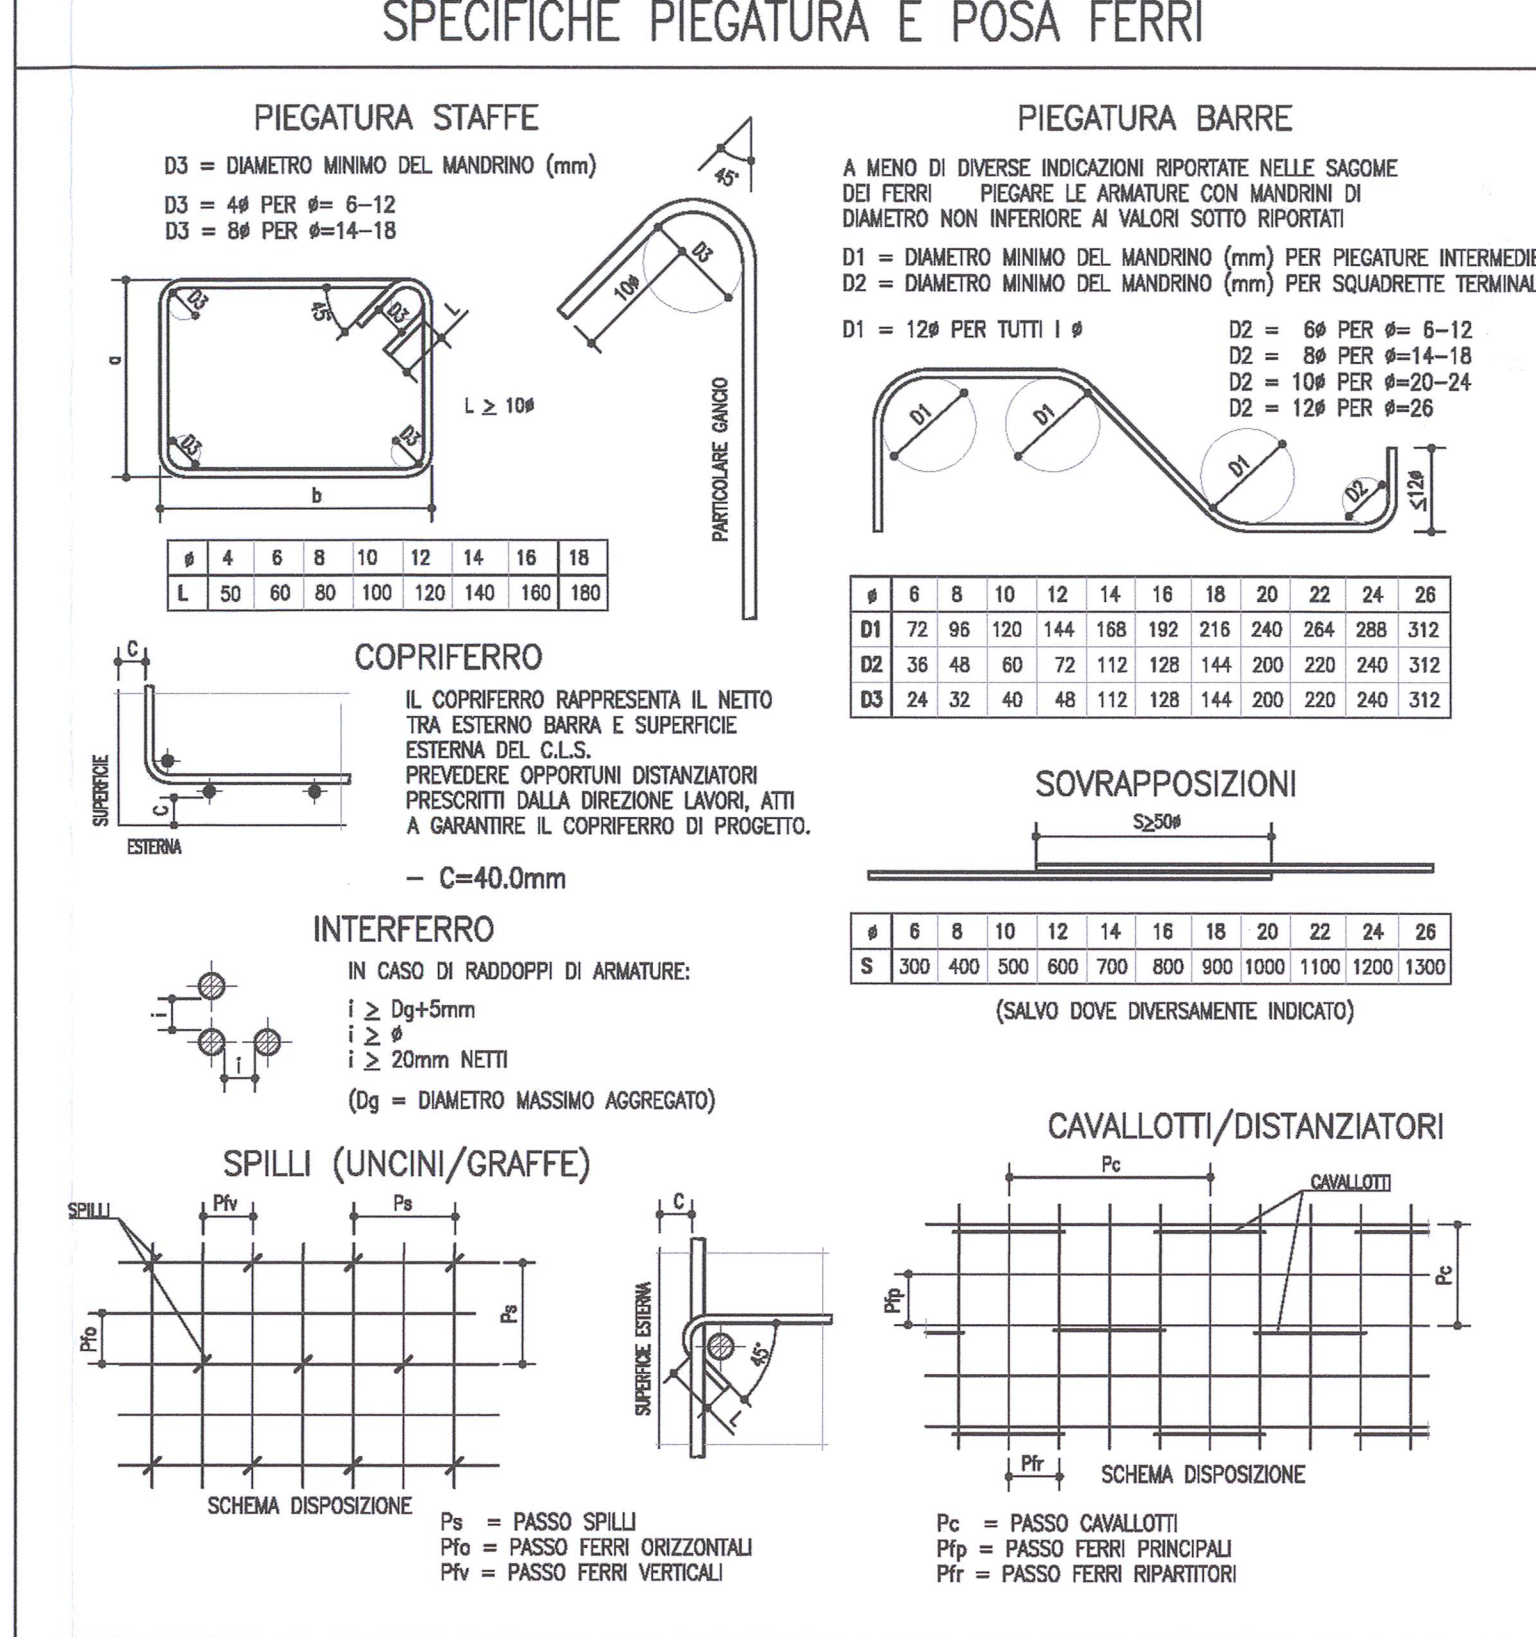 SPECIFICHE PIEGATURA E POSA FERRI
PIEGATURA STAFFE
D3 = DIAMETRO MINIMO DEL MANDRINO (mm)
D3 = 4ø PER ø= 6-12
D3 = 8ø PER ø=14-18
45°
D3
10ø
PARTICOLARE GANCIO
D3
45°
D3
L
a
L ≥ 10ø
D3
D3
b
ø 4 6 8 10 12 14 16 18
L 50 60 80 100 120 140 160 180
PIEGATURA BARRE
A MENO DI DIVERSE INDICAZIONI RIPORTATE NELLE SAGOME
DEI FERRI PIEGARE LE ARMATURE CON MANDRINI DI
DIAMETRO NON INFERIORE AI VALORI SOTTO RIPORTATI
D1 = DIAMETRO MINIMO DEL MANDRINO (mm) PER PIEGATURE INTERMEDIE
D2 = DIAMETRO MINIMO DEL MANDRINO (mm) PER SQUADRETTE TERMINAL
D1 = 12ø PER TUTTI I ø
D2 = 6ø PER ø= 6-12
D2 = 8ø PER ø=14-18
D2 = 10ø PER ø=20-24
D2 = 12ø PER ø=26
D1
D1
D1
D2
≤12ø
ø 6 8 10 12 14 16 18 20 22 24 26
D1 72 96 120 144 168 192 216 240 264 288 312
D2 36 48 60 72 112 128 144 200 220 240 312
D3 24 32 40 48 112 128 144 200 220 240 312
COPRIFERRO
C
IL COPRIFERRO RAPPRESENTA IL NETTO
TRA ESTERNO BARRA E SUPERFICIE
ESTERNA DEL C.L.S.
PREVEDERE OPPORTUNI DISTANZIATORI
PRESCRITTI DALLA DIREZIONE LAVORI, ATTI
A GARANTIRE IL COPRIFERRO DI PROGETTO.
SUPERFICIE
C
ESTERNA
- C=40.0mm
SOVRAPPOSIZIONI
S≥50ø
ø 6 8 10 12 14 16 18 20 22 24 26
S 300 400 500 600 700 800 900 1000 1100 1200 1300
(SALVO DOVE DIVERSAMENTE INDICATO)
INTERFERRO
IN CASO DI RADDOPPI DI ARMATURE:
i ≥ Dg+5mm
i ≥ ø
i ≥ 20mm NETTI
(Dg = DIAMETRO MASSIMO AGGREGATO)
i
i
SPILLI (UNCINI/GRAFFE)
SPILLI
Pfv
Ps
Ps
Pfo
SCHEMA DISPOSIZIONE
C
SUPERFICIE ESTERNA
45°
L
Ps = PASSO SPILLI
Pfo = PASSO FERRI ORIZZONTALI
Pfv = PASSO FERRI VERTICALI
CAVALLOTTI/DISTANZIATORI
Pc
CAVALLOTTI
Pc
Pfp
Pfr
SCHEMA DISPOSIZIONE
Pc = PASSO CAVALLOTTI
Pfp = PASSO FERRI PRINCIPALI
Pfr = PASSO FERRI RIPARTITORI